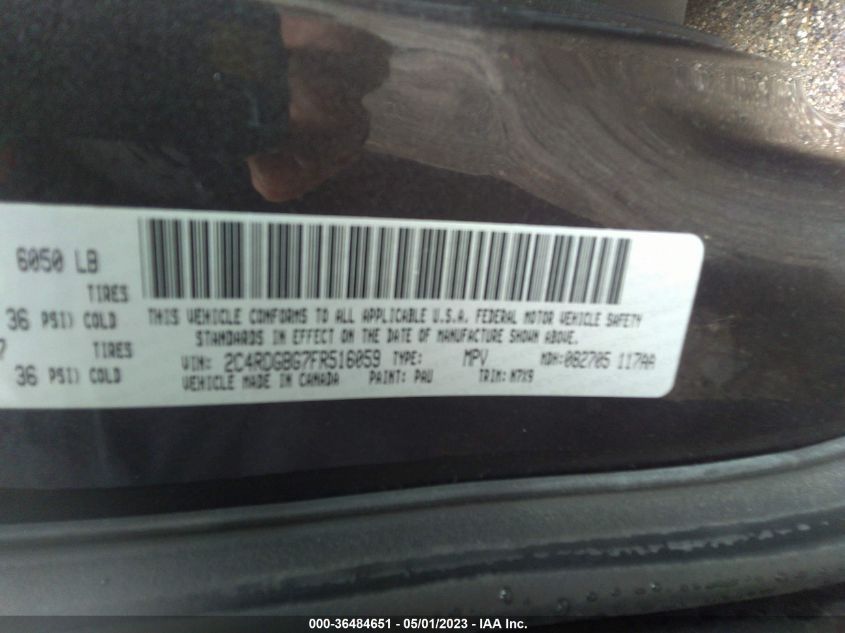 6050 LB
TIRES
36 PSI) COLD
7 TIRES
36 PSI) COLD
THIS VEHICLE CONFORMS TO ALL APPLICABLE U.S.A. FEDERAL MOTOR VEHICLE SAFETY
STANDARDS IN EFFECT ON THE DATE OF MANUFACTURE SHOWN ABOVE.
VIN: 2C4RDGBG7FR516059 TYPE: MPV MDH: 082705 117AA
VEHICLE MADE IN CANADA PAINT: PAU TRIM: M7X9
000-36484651 - 05/01/2023 - IAA Inc.